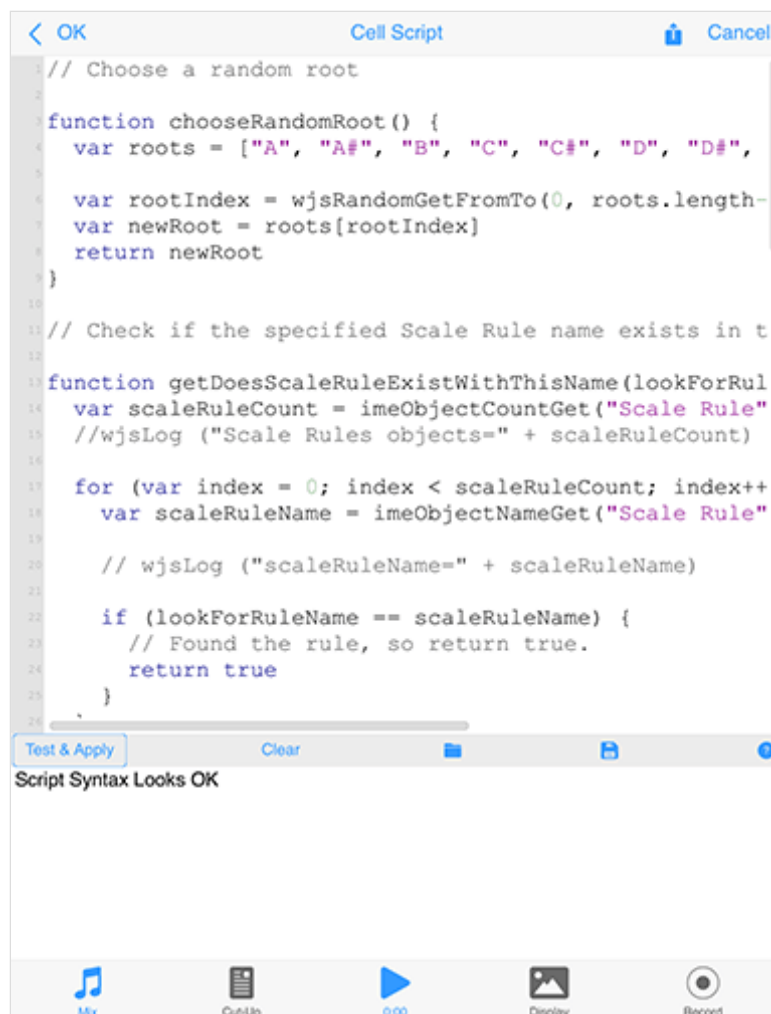 OK Cell Script Cancel
1 // Choose a random root
2
3 function chooseRandomRoot() {
4 var roots = ["A", "A#", "B", "C", "C#", "D", "D#",
5
6 var rootIndex = wjsRandomGetFromTo(0, roots.length-
7 var newRoot = roots[rootIndex]
8 return newRoot
9 }
10
11 // Check if the specified Scale Rule name exists in t
12
13 function getDoesScaleRuleExistWithThisName(lookForRul
14 var scaleRuleCount = imeObjectCountGet("Scale Rule"
15 //wjsLog ("Scale Rules objects=" + scaleRuleCount)
16
17 for (var index = 0; index < scaleRuleCount; index++
18 var scaleRuleName = imeObjectNameGet("Scale Rule"
19
20 // wjsLog ("scaleRuleName=" + scaleRuleName)
21
22 if (lookForRuleName == scaleRuleName) {
23 // Found the rule, so return true.
24 return true
25 }
26
Test & Apply Clear ?
Script Syntax Looks OK
Mix Cut-Up 0:00 Display Record